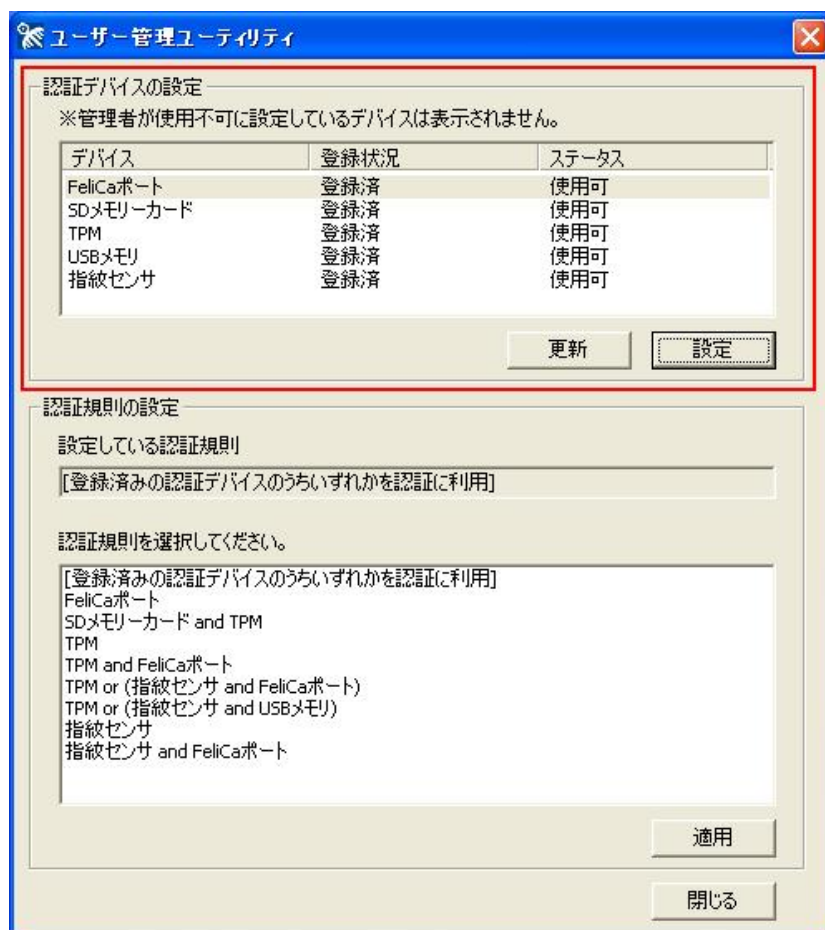 ユーザー管理ユーティリティ
認証デバイスの設定
※管理者が使用不可に設定しているデバイスは表示されません。
デバイス 登録状況 ステータス
FeliCaポート 登録済 使用可
SDメモリーカード 登録済 使用可
TPM 登録済 使用可
USBメモリ 登録済 使用可
指紋センサ 登録済 使用可
更新 設定
認証規則の設定
設定している認証規則
[登録済みの認証デバイスのうちいずれかを認証に利用]
認証規則を選択してください。
[登録済みの認証デバイスのうちいずれかを認証に利用]
FeliCaポート
SDメモリーカード and TPM
TPM
TPM and FeliCaポート
TPM or (指紋センサ and FeliCaポート)
TPM or (指紋センサ and USBメモリ)
指紋センサ
指紋センサ and FeliCaポート
適用
閉じる